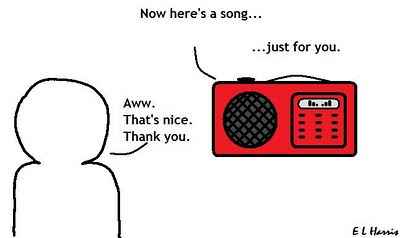 Now here's a song...
...just for you.
Aww.
That's nice.
Thank you.
E L Harris